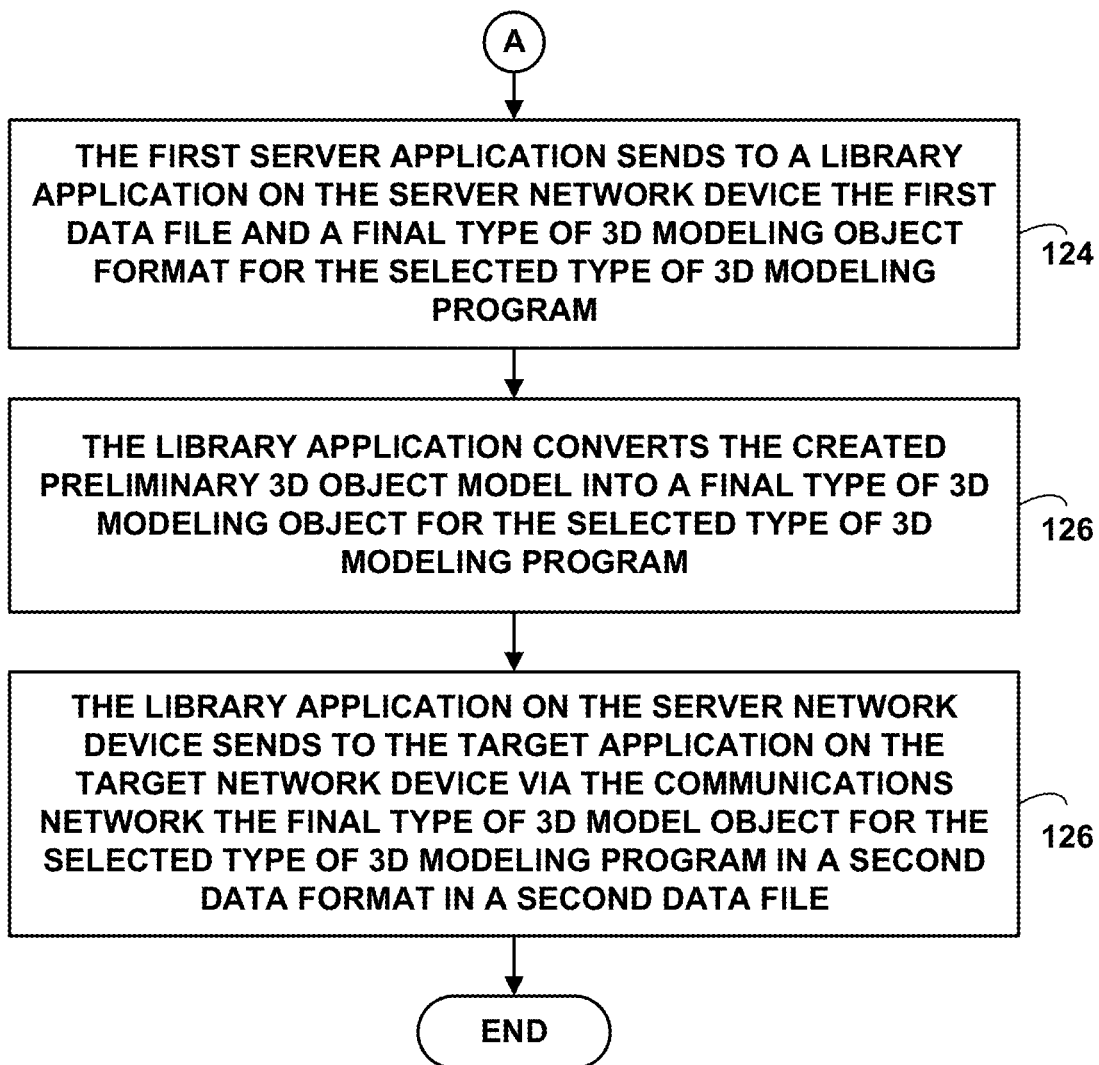 A
THE FIRST SERVER APPLICATION SENDS TO A LIBRARY
APPLICATION ON THE SERVER NETWORK DEVICE THE FIRST
DATA FILE AND A FINAL TYPE OF 3D MODELING OBJECT
FORMAT FOR THE SELECTED TYPE OF 3D MODELING
PROGRAM
124
THE LIBRARY APPLICATION CONVERTS THE CREATED
PRELIMINARY 3D OBJECT MODEL INTO A FINAL TYPE OF 3D
MODELING OBJECT FOR THE SELECTED TYPE OF 3D
MODELING PROGRAM
126
THE LIBRARY APPLICATION ON THE SERVER NETWORK
DEVICE SENDS TO THE TARGET APPLICATION ON THE
TARGET NETWORK DEVICE VIA THE COMMUNICATIONS
NETWORK THE FINAL TYPE OF 3D MODEL OBJECT FOR THE
SELECTED TYPE OF 3D MODELING PROGRAM IN A SECOND
DATA FORMAT IN A SECOND DATA FILE
126
END